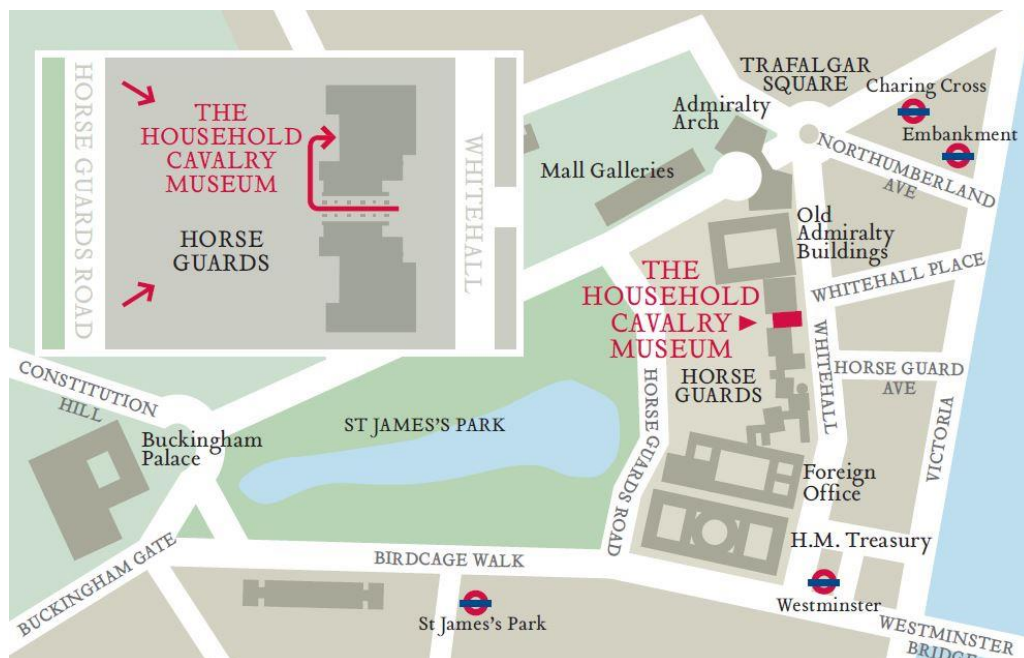 HORSE GUARDS ROAD
THE
HOUSEHOLD
CAVALRY
MUSEUM
HORSE
GUARDS
WHITEHALL
TRAFALGAR
SQUARE
Charing Cross
Admiralty
Arch
Embankment
Mall Galleries
NORTHUMBERLAND
AVE
Old
Admiralty
Buildings
WHITEHALL PLACE
THE
HOUSEHOLD
CAVALRY
MUSEUM
HORSE
GUARDS
WHITEHALL
HORSE GUARD
AVE
VICTORIA
CONSTITUTION
HILL
Buckingham
Palace
ST JAMES'S PARK
HORSE GUARDS ROAD
Foreign
Office
H.M. Treasury
BUCKINGHAM GATE
BIRDCAGE WALK
St James's Park
Westminster
WESTMINSTER
BRIDGE